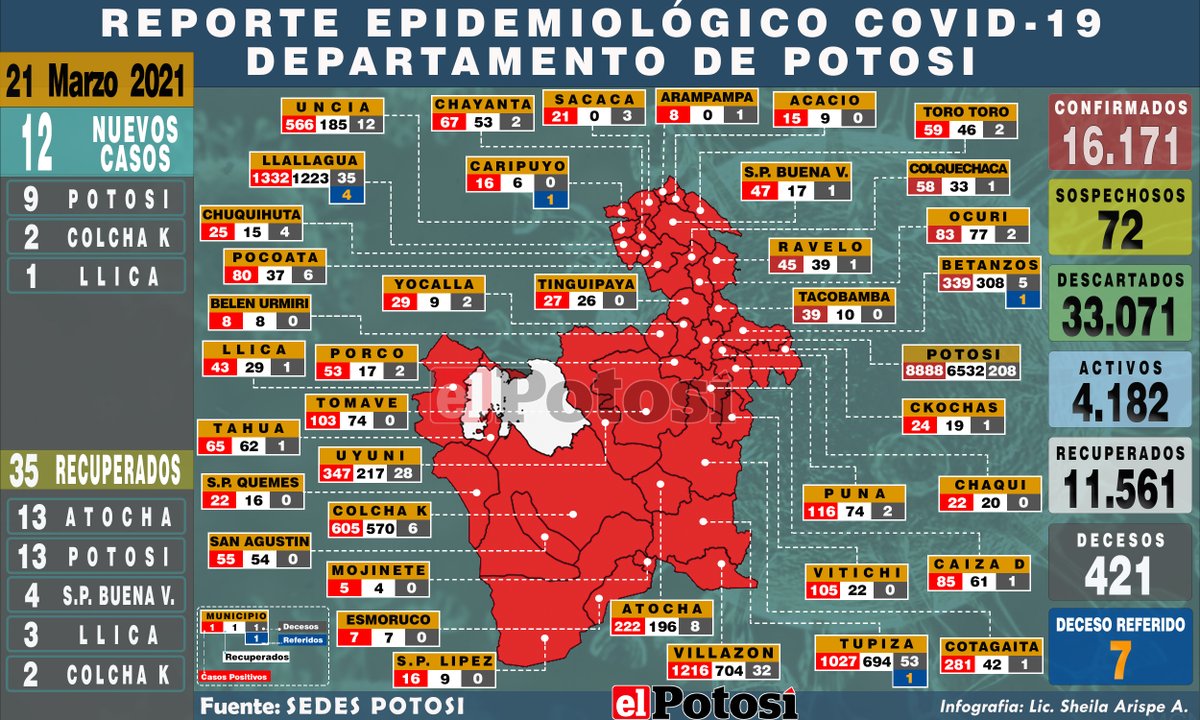 REPORTE EPIDEMIOLÓGICO COVID-19
DEPARTAMENTO DE POTOSI
21 Marzo 2021
12 NUEVOS CASOS
9 POTOSI
2 COLCHA K
1 LLICA
35 RECUPERADOS
13 ATOCHA
13 POTOSI
4 S.P. BUENA V.
3 LLICA
2 COLCHA K
UNCIA
566 185 12
CHAYANTA
67 53 2
SACACA
21 0 3
ARAMPAMPA
8 0 1
ACACIO
15 9 0
TORO TORO
59 46 2
LLALLAGUA
1332 1223 35
4
CARIPUYO
16 6 0
1
S.P. BUENA V.
47 17 1
COLQUECHACA
58 33 1
CHUQUIHUTA
25 15 4
OCURI
83 77 2
POCOATA
80 37 6
RAVELO
45 39 1
YOCALLA
29 9 2
TINGUIPAYA
27 26 0
BETANZOS
339 308 5
1
TACOBAMBA
39 10 0
BELEN URMIRI
8 8 0
LLICA
43 29 1
PORCO
53 17 2
POTOSI
8888 6532 208
el Potosí
TOMAVE
103 74 0
CKOCHAS
24 19 1
TAHUA
65 62 1
UYUNI
347 217 28
S.P. QUEMES
22 16 0
CHAQUI
22 20 0
PUNA
116 74 2
COLCHA K
605 570 6
SAN AGUSTIN
55 54 0
MOJINETE
5 4 0
VITICHI
105 22 0
CAIZA D
85 61 1
ESMORUCO
7 7 0
ATOCHA
222 196 8
S.P. LIPEZ
16 9 0
VILLAZON
1216 704 32
TUPIZA
1027 694 53
1
COTAGAITA
281 42 1
MUNICIPIO
1 1 1 Decesos
1 Referidos
Recuperados
Casos Positivos
CONFIRMADOS
16.171
SOSPECHOSOS
72
DESCARTADOS
33.071
ACTIVOS
4.182
RECUPERADOS
11.561
DECESOS
421
DECESO REFERIDO
7
Fuente: SEDES POTOSI
el Potosí
Infografia: Lic. Sheila Arispe A.